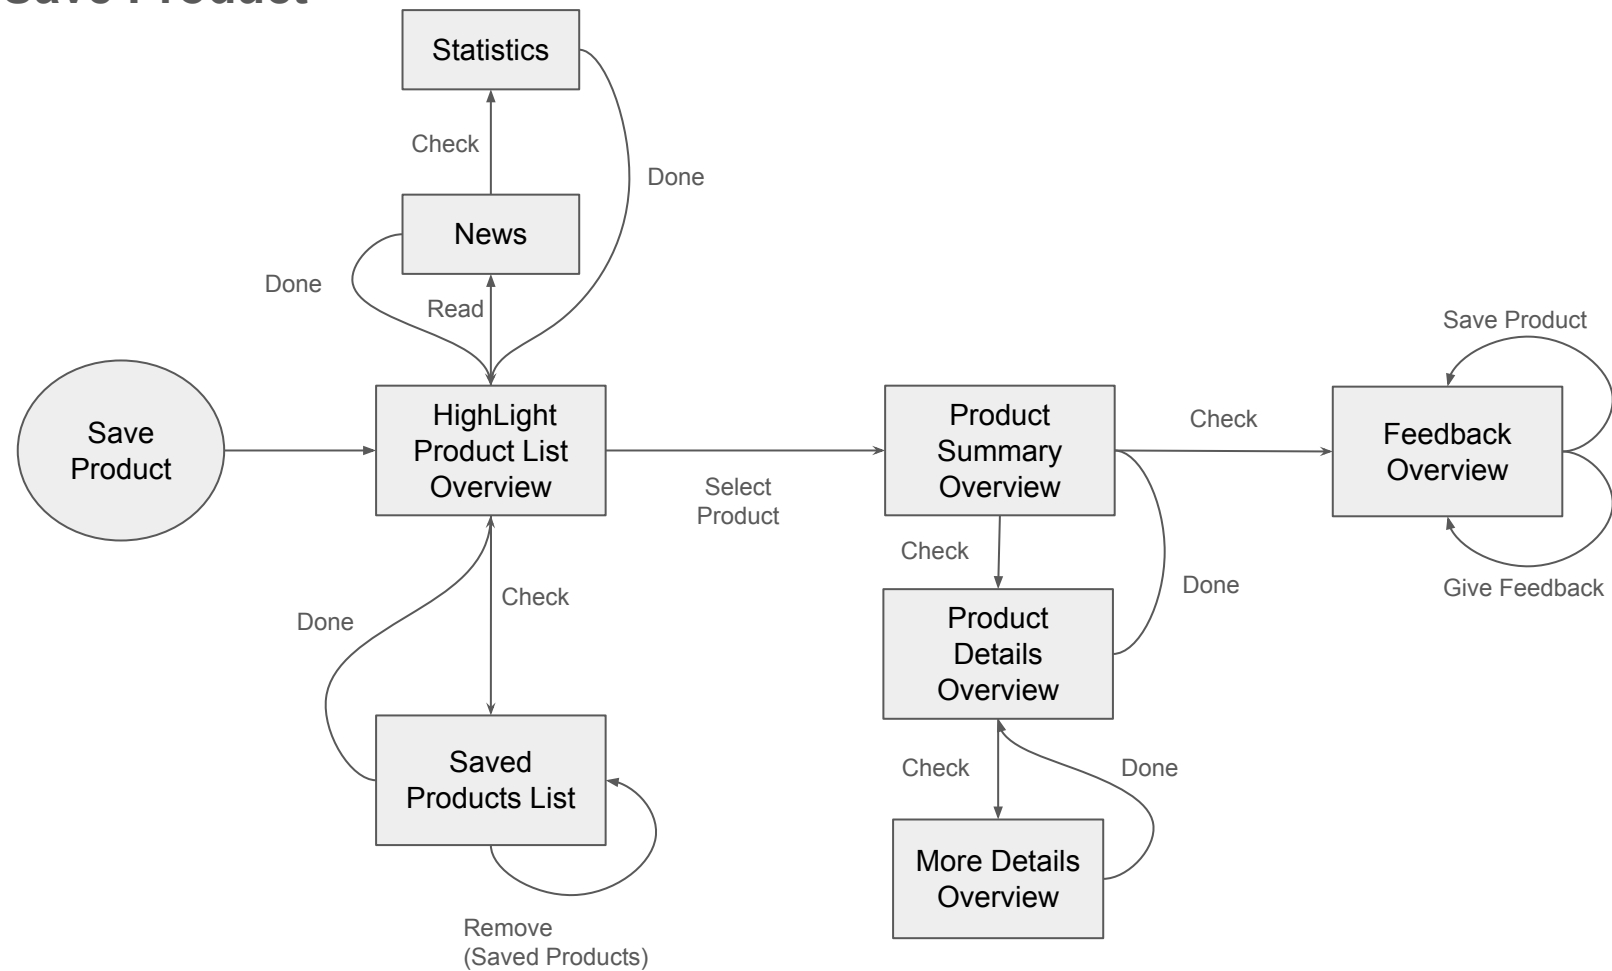 Save Product
Statistics
Check
Done
News
Done
Read
Save Product
Save
Product
HighLight
Product List
Overview
Select
Product
Product
Summary
Overview
Check
Feedback
Overview
Give Feedback
Check
Done
Product
Details
Overview
Check
Done
More Details
Overview
Done
Check
Saved
Products List
Remove
(Saved Products)